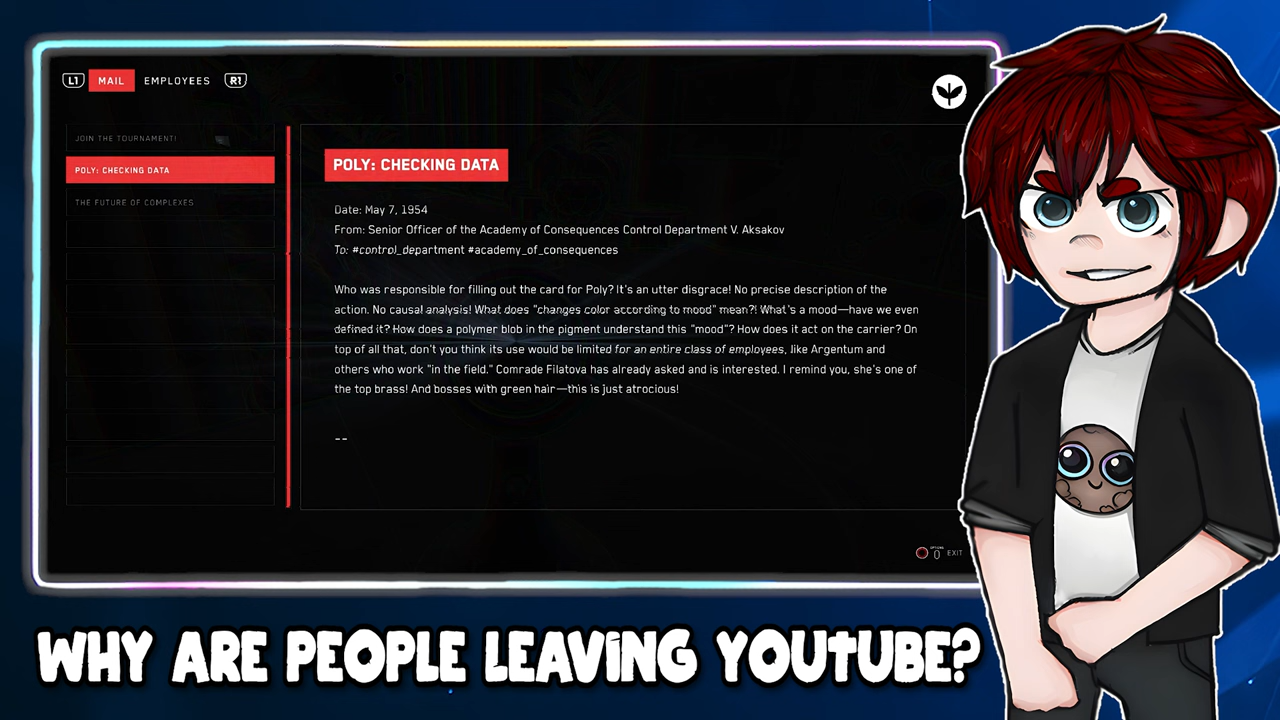 L1 MAIL EMPLOYEES R1
JOIN THE TOURNAMENT!
POLY: CHECKING DATA
THE FUTURE OF COMPLEXES
POLY: CHECKING DATA
Date: May 7, 1954
From: Senior Officer of the Academy of Consequences Control Department V. Aksakov
To: #control_department #academy_of_consequences
Who was responsible for filling out the card for Poly? It's an utter disgrace! No precise description of the
action. No causal analysis! What does "changes color according to mood" mean?! What's a mood—have we even
defined it? How does a polymer blob in the pigment understand this "mood"? How does it act on the carrier? On
top of all that, don't you think its use would be limited for an entire class of employees, like Argentum and
others who work "in the field." Comrade Filatova has already asked and is interested. I remind you, she's one of
the top brass! And bosses with green hair—this is just atrocious!
--
OPTIONS
EXIT
WHY ARE PEOPLE LEAVING YOUTUBE?